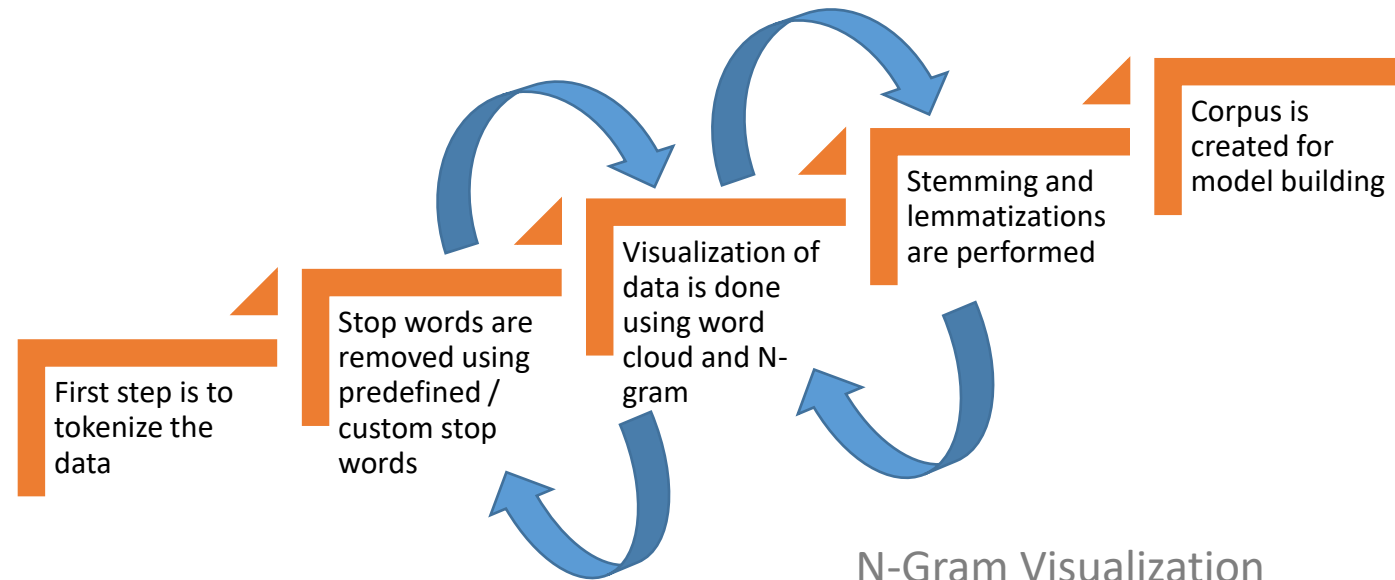 First step is to
tokenize the
data
Stop words are
removed using
predefined /
custom stop
words
Visualization of
data is done
using word
cloud and N-
gram
Stemming and
lemmatizations
are performed
Corpus is
created for
model building
N-Gram Visualization